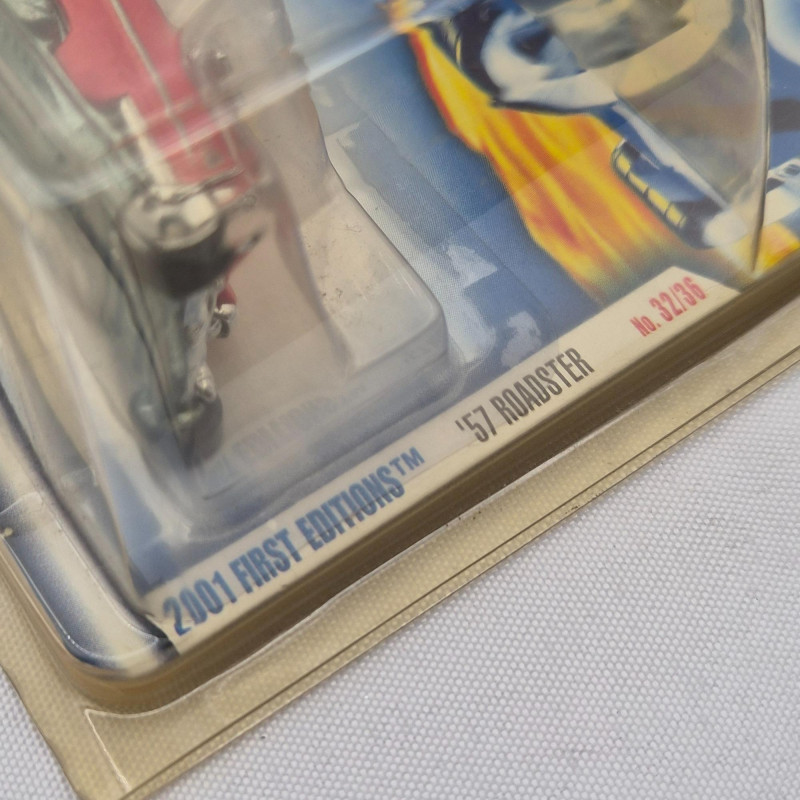 2001 FIRST EDITIONS™ '57 ROADSTER No. 32/36